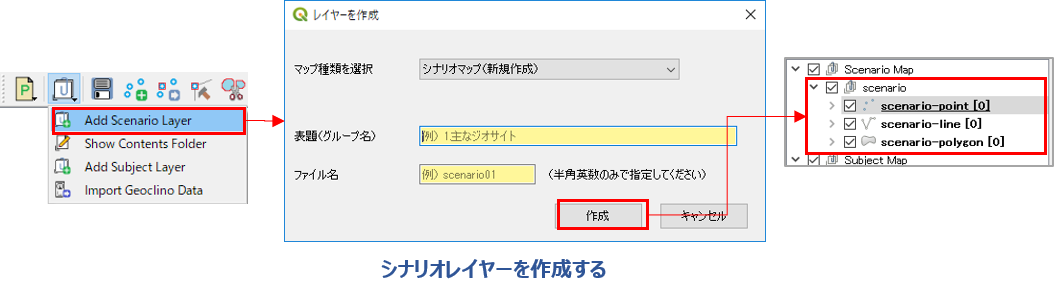 P
J
Add Scenario Layer
Show Contents Folder
Add Subject Layer
Import Geoclino Data
レイヤーを作成
マップ種類を選択
シナリオマップ(新規作成)
表題(グループ名)
例) 1.主なジオサイト
ファイル名
例) scenario01
(半角英数のみで指定してください)
作成
キャンセル
Scenario Map
scenario
scenario-point [0]
scenario-line [0]
scenario-polygon [0]
Subject Map
シナリオレイヤーを作成する